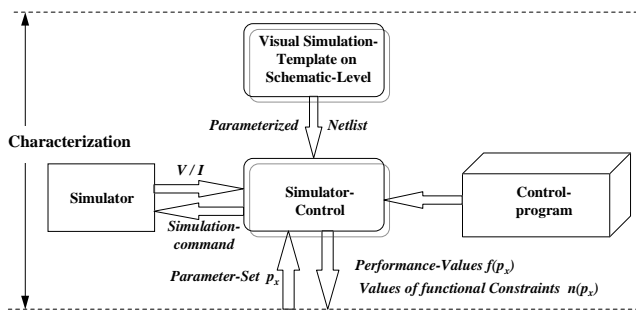 Visual Simulation-
Template on
Schematic-Level
Parameterized Netlist
Characterization
V / I
Simulator
Simulator-
Control
Control-
program
Simulation-
command
Parameter-Set pₓ
Performance-Values f(pₓ)
Values of functional Constraints n(pₓ)